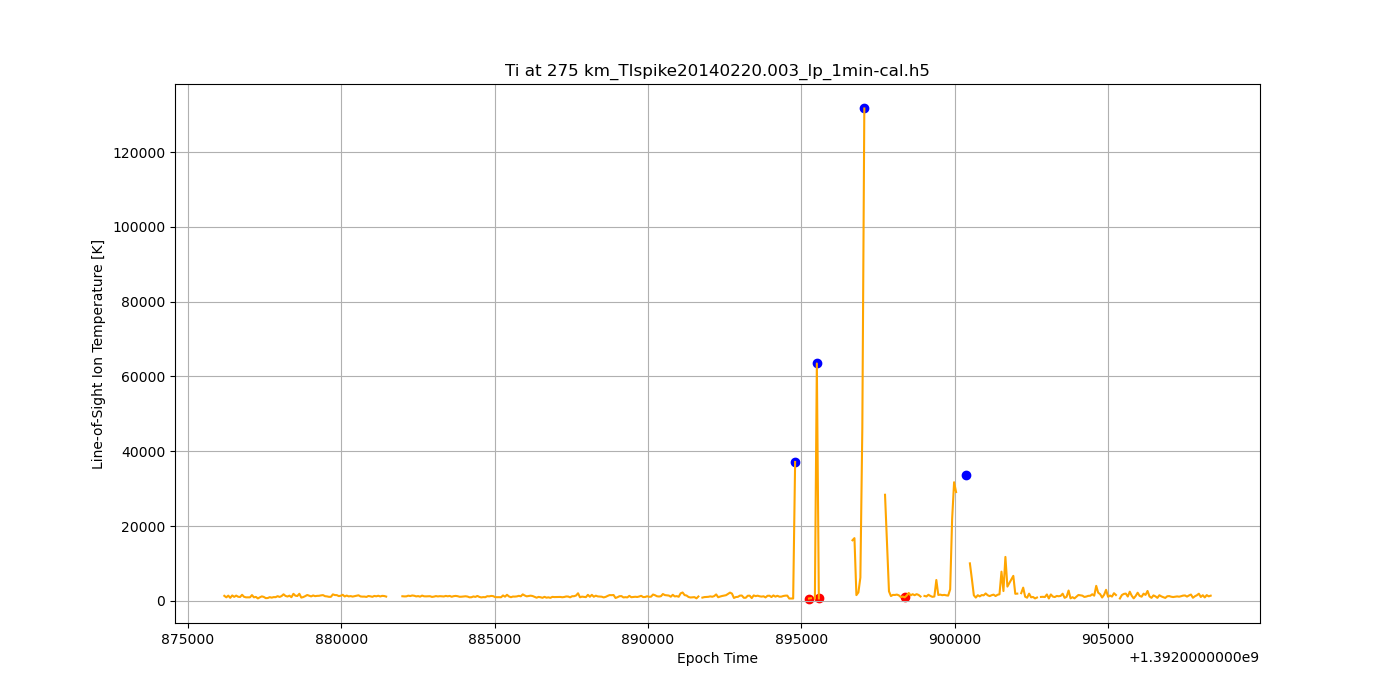 Ti at 275 km_TIspike20140220.003_lp_1min-cal.h5
Line-of-Sight Ion Temperature [K]
120000
100000
80000
60000
40000
20000
0
875000 880000 885000 890000 895000 900000 905000
Epoch Time
+1.3920000000e9